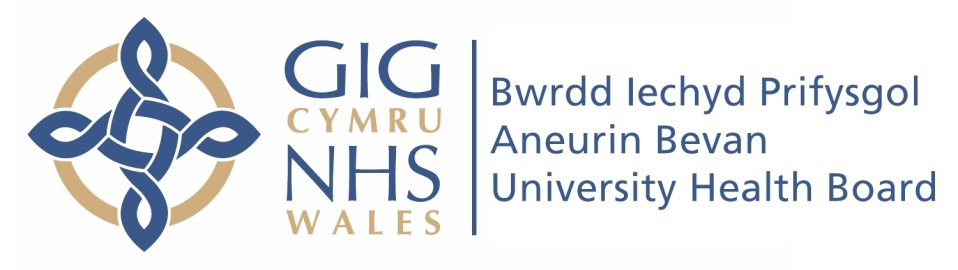 GIG
CYMRU
NHS
WALES
Bwrdd Iechyd Prifysgol
Aneurin Bevan
University Health Board